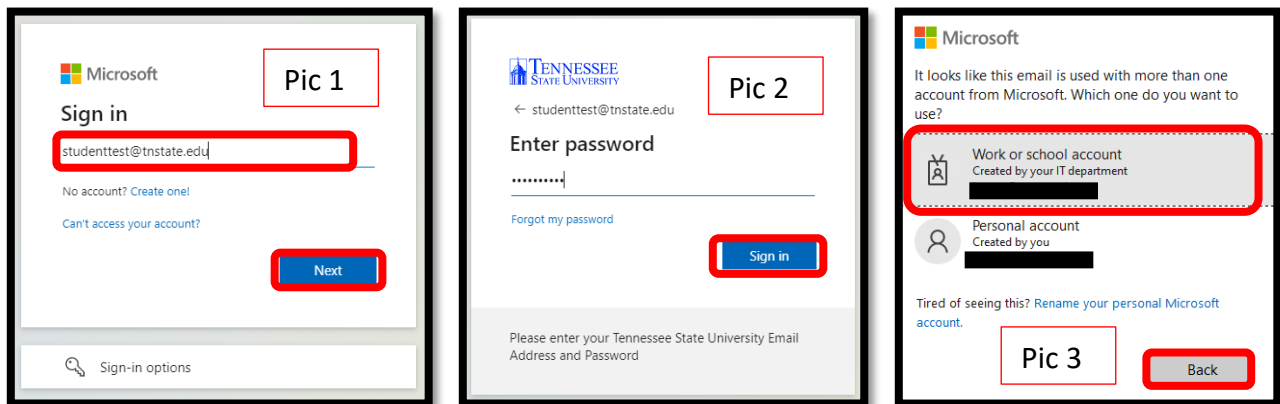 Microsoft
Pic 1
Sign in
studenttest@tnstate.edu
No account? Create one!
Can't access your account?
Next
Sign-in options
TENNESSEE
STATE UNIVERSITY
Pic 2
← studenttest@tnstate.edu
Enter password
Forgot my password
Sign in
Please enter your Tennessee State University Email
Address and Password
Microsoft
It looks like this email is used with more than one
account from Microsoft. Which one do you want to
use?
Work or school account
Created by your IT department
Personal account
Created by you
Tired of seeing this? Rename your personal Microsoft
account.
Pic 3
Back